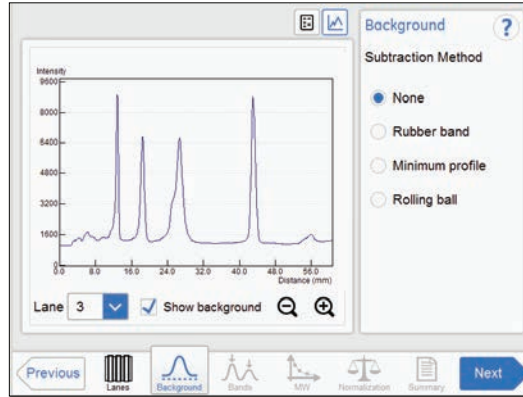 Background
?
Subtraction Method
None
Rubber band
Minimum profile
Rolling ball
Intensity
9600
8000
6400
4800
3200
1600
0
0.0 8.0 16.0 24.0 32.0 40.0 48.0 56.0
Distance (mm)
Lane 3 Show background
Previous
Lanes
Background
Bands
MW
Normalization
Summary
Next